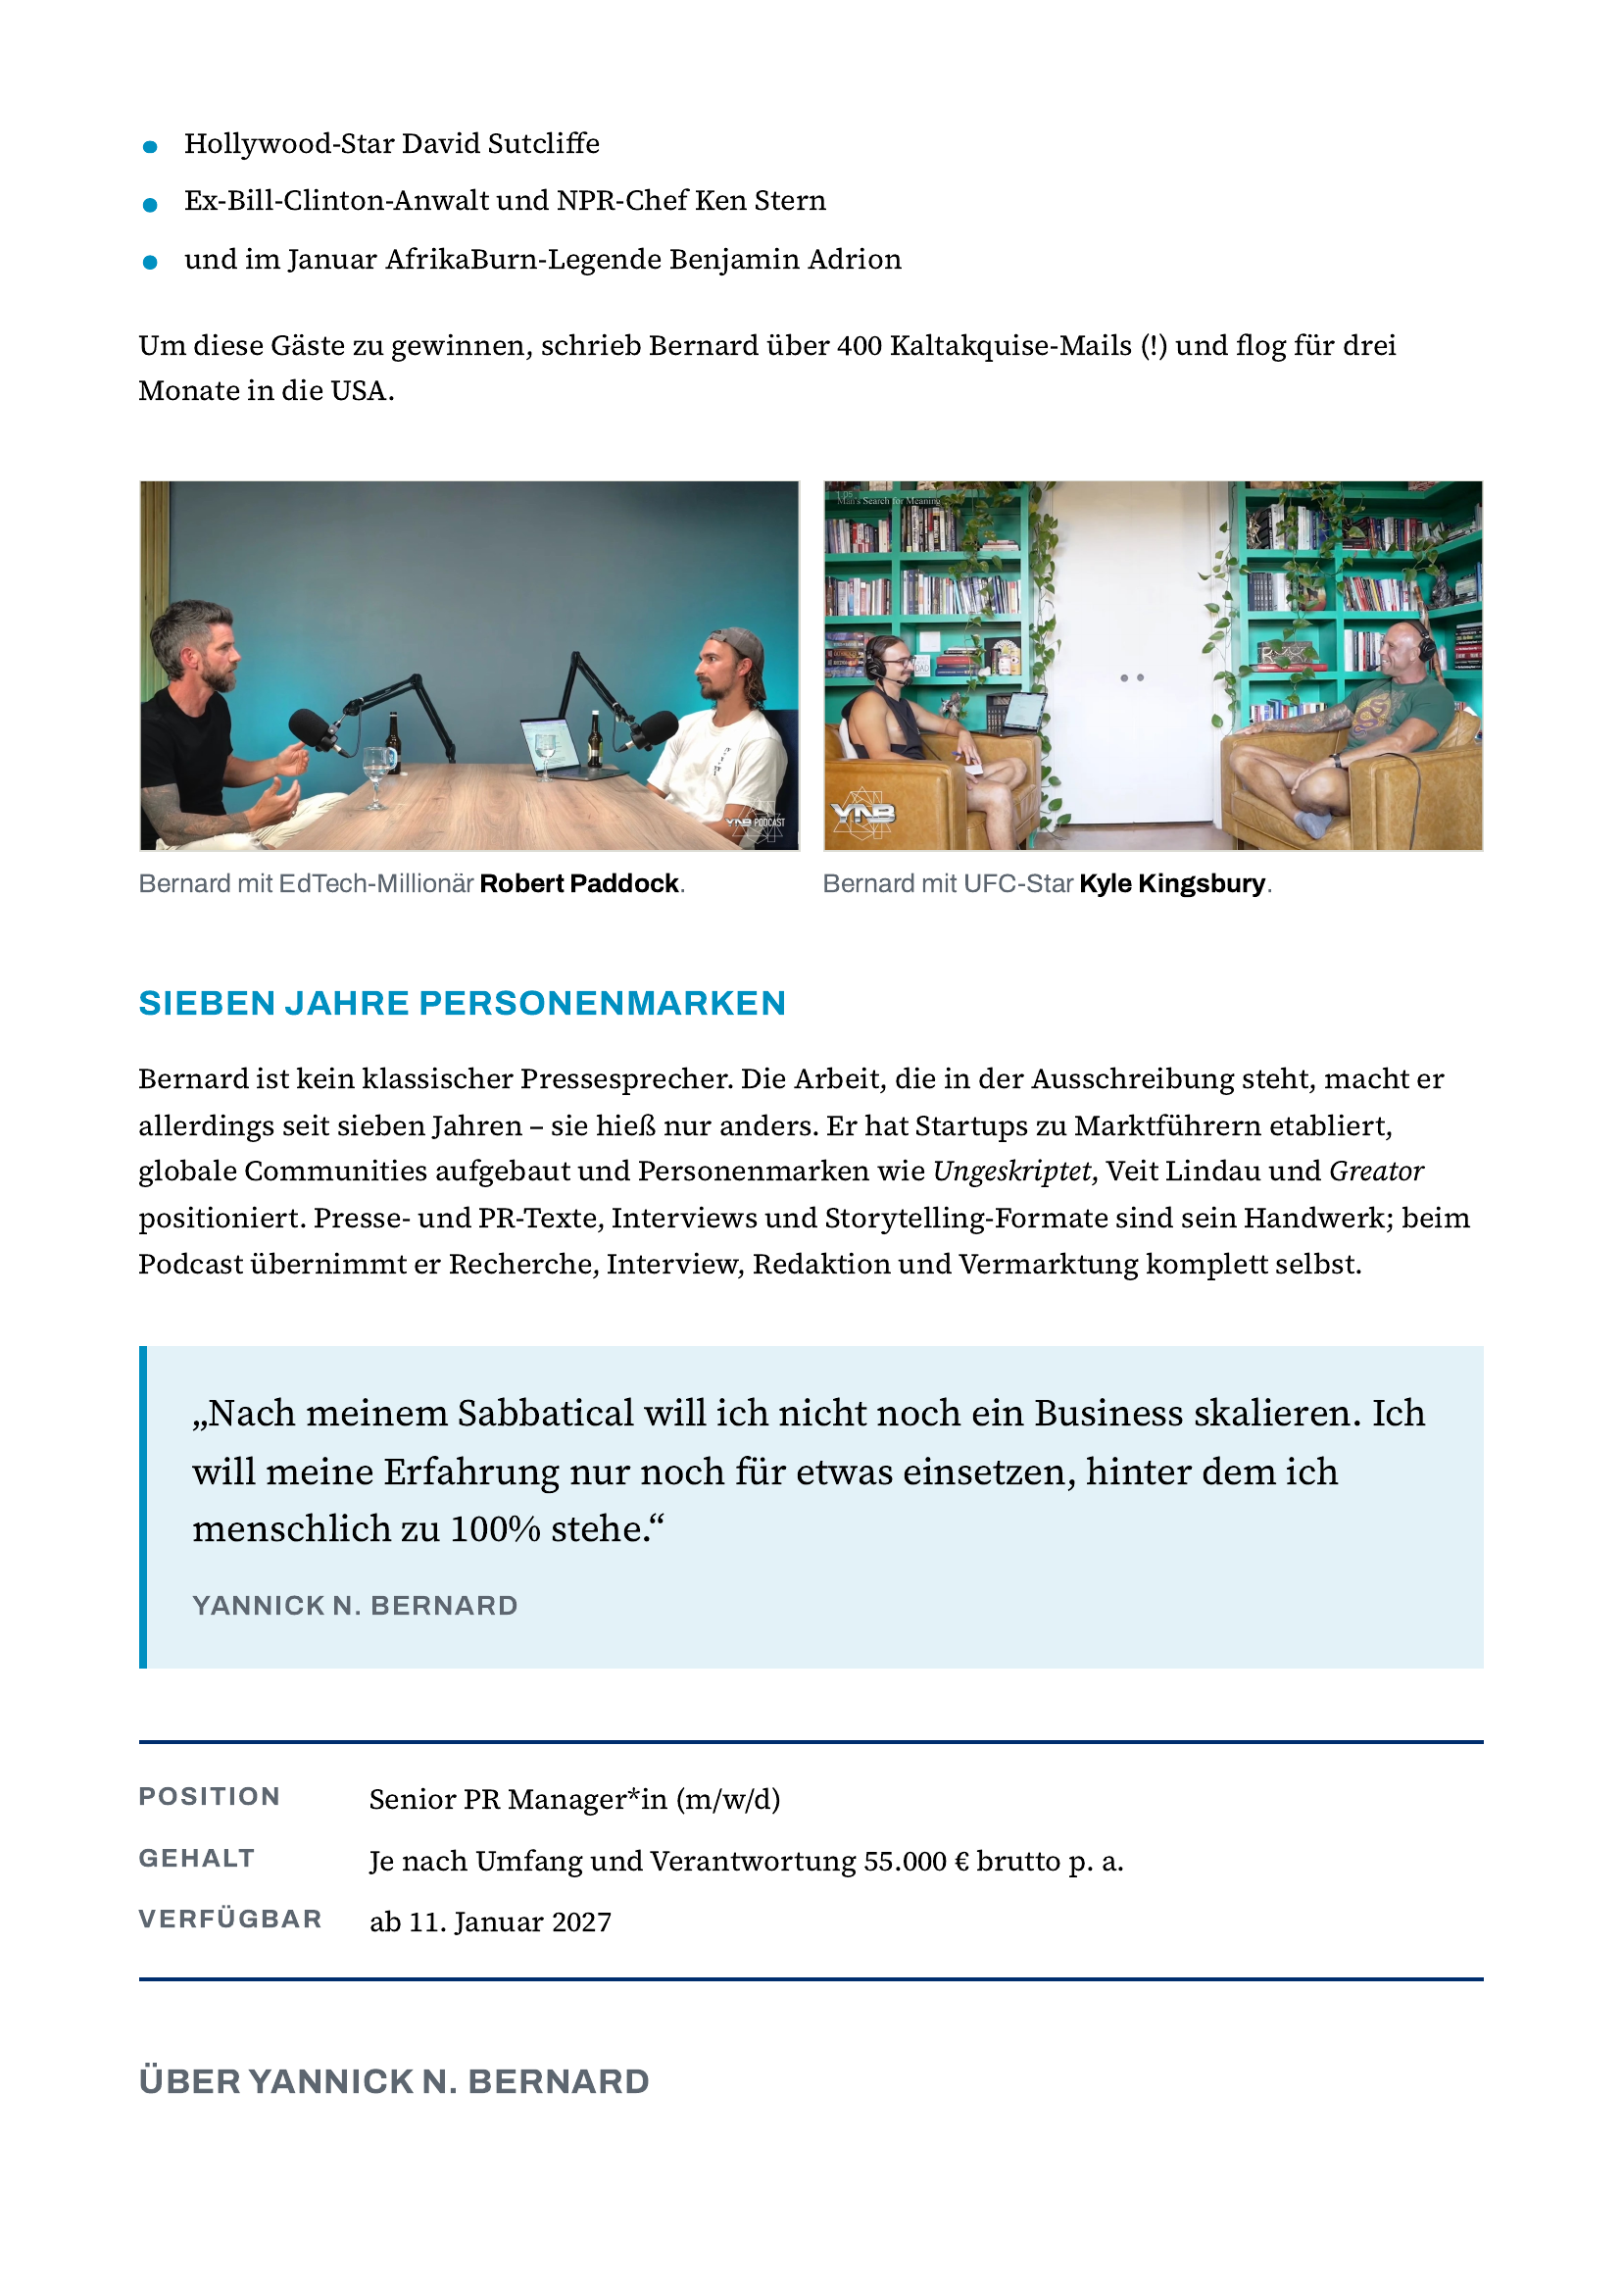 Hollywood-Star David Sutcliffe
Ex-Bill-Clinton-Anwalt und NPR-Chef Ken Stern
und im Januar AfrikaBurn-Legende Benjamin Adrion
Um diese Gäste zu gewinnen, schrieb Bernard über 400 Kaltakquise-Mails (!) und flog für drei
Monate in die USA.
Man's Search for Meaning
YNB PODCAST
YNB
Bernard mit EdTech-Millionär Robert Paddock.
Bernard mit UFC-Star Kyle Kingsbury.
SIEBEN JAHRE PERSONENMARKEN
Bernard ist kein klassischer Pressesprecher. Die Arbeit, die in der Ausschreibung steht, macht er
allerdings seit sieben Jahren – sie hieß nur anders. Er hat Startups zu Marktführern etabliert,
globale Communities aufgebaut und Personenmarken wie Ungeskriptet, Veit Lindau und Greator
positioniert. Presse- und PR-Texte, Interviews und Storytelling-Formate sind sein Handwerk; beim
Podcast übernimmt er Recherche, Interview, Redaktion und Vermarktung komplett selbst.
„Nach meinem Sabbatical will ich nicht noch ein Business skalieren. Ich
will meine Erfahrung nur noch für etwas einsetzen, hinter dem ich
menschlich zu 100% stehe.“
YANNICK N. BERNARD
POSITION Senior PR Manager*in (m/w/d)
GEHALT Je nach Umfang und Verantwortung 55.000 € brutto p. a.
VERFÜGBAR ab 11. Januar 2027
ÜBER YANNICK N. BERNARD